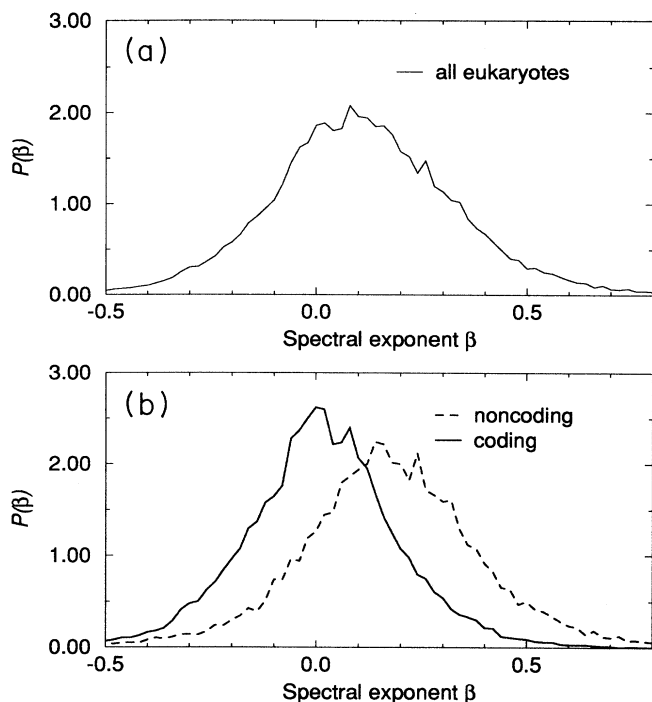 3.00
(a)
all eukaryotes
2.00
P(β)
1.00
0.00
-0.5
0.0
0.5
Spectral exponent β
3.00
(b)
noncoding
coding
2.00
P(β)
1.00
0.00
-0.5
0.0
0.5
Spectral exponent β